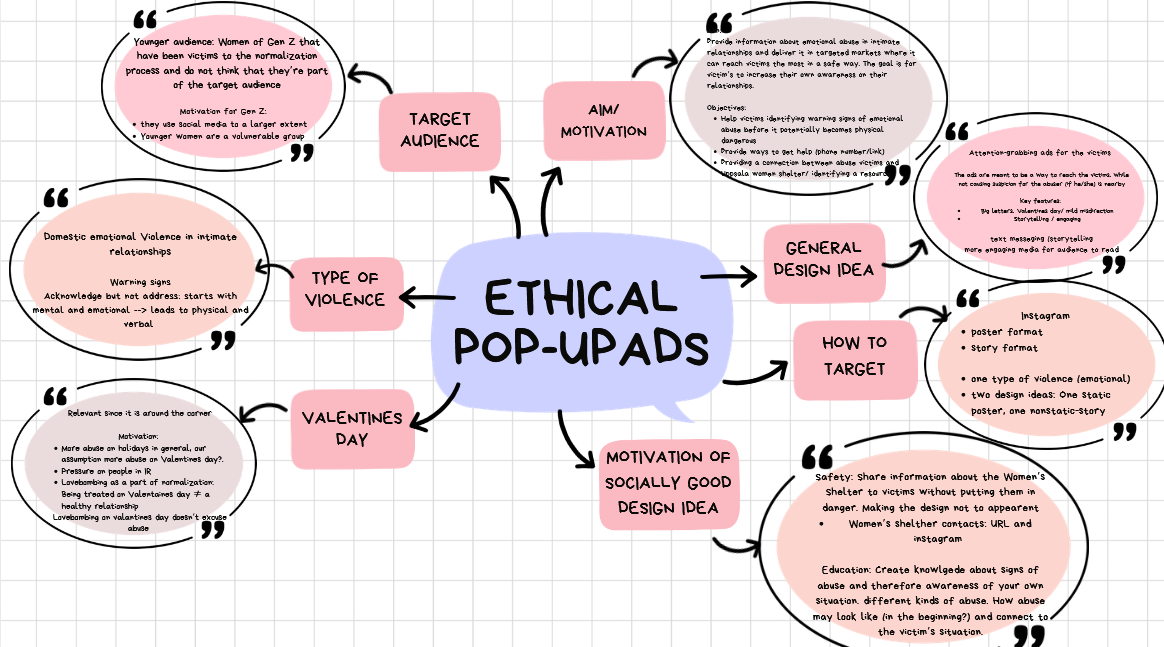 Younger audience: Women of Gen Z that
have been victims to the normalization
process and do not think that they're part
of the target audience
Motivation for Gen Z:
• they use social media to a larger extent
• Younger women are a volunerable group
TARGET
AUDIENCE
AIM/
MOTIVATION
Provide information about emotional abuse in intimate
relationships and deliver it in targeted markets where it
can reach victims the most in a safe way. The goal is for
victim's to increase their own awareness on their
relationships.
Objectives:
• Help victims identifying warning signs of emotional
abuse before it potentially becomes physical
dangerous
• Provide ways to get help (phone number/link)
• Providing a connection between abuse victims and
Uppsala women shelter/ identifying a resource
Attention-grabbing ads for the victims
The ads are meant to be a way to reach the victims, while
not causing suspicion for the abuser (if he/she) is nearby
Key features:
• Big letters, Valentines day/ mild misdirection
• Storytelling / engaging
text messaging (storytelling
more engaging media for audience to read
Domestic emotional Violence in intimate
relationships
Warning signs
Acknowledge but not address: starts with
mental and emotional --> leads to physical and
verbal
TYPE OF
VIOLENCE
ETHICAL
POP-UPADS
GENERAL
DESIGN IDEA
HOW TO
TARGET
Instagram
• poster format
• story format
• one type of violence (emotional)
• two design ideas: One static
poster, one nonstatic-story
Relevant since it is around the corner
Motivation:
• More abuse on holidays in general, our
assumption more abuse on Valentines day?.
• Pressure on people in IR
• Lovebombing as a part of normalization:
Being treated on Valentaines day ≠ a
healthy relationship
Lovebombing on valantines day doesn't excuse
abuse
VALENTINES
DAY
MOTIVATION OF
SOCIALLY GOOD
DESIGN IDEA
Safety: Share information about the Women's
Shelter to victims without putting them in
danger. Making the design not to appearent
• Women's shelther contacts: URL and
instagram
Education: Create knowlgede about signs of
abuse and therefore awareness of your own
situation. different kinds of abuse. How abuse
may look like (in the beginning?) and connect to
the victim's situation.